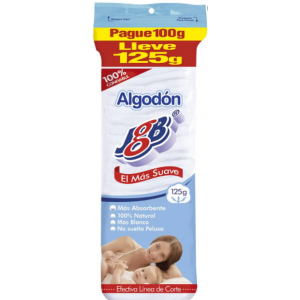 Pague 100g
Lleve
125g
100%
Algodón
JGB
El Más Suave
125g
Más Absorbente
100% Natural
Más Blanco
No suelta Pelusa
Efectiva Línea de Corte